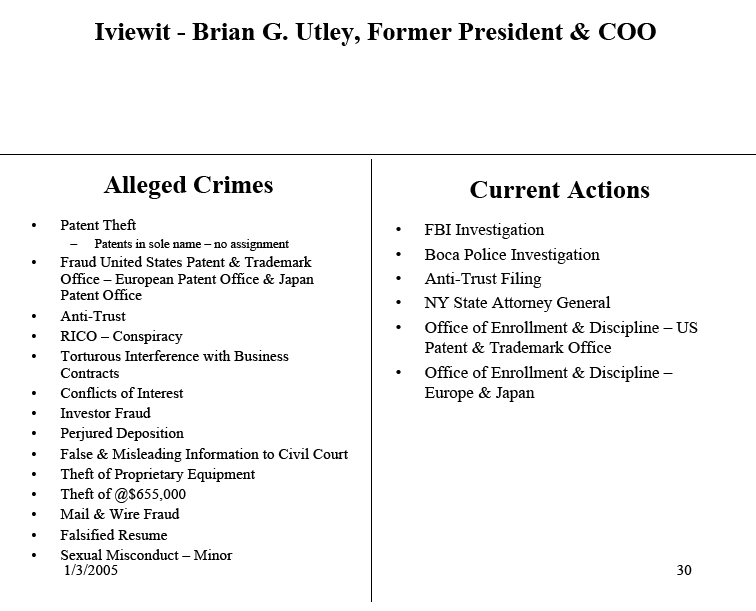 Iviewit - Brian G. Utley, Former President & COO
Alleged Crimes
• Patent Theft
– Patents in sole name – no assignment
• Fraud United States Patent & Trademark
Office – European Patent Office & Japan
Patent Office
• Anti-Trust
• RICO – Conspiracy
• Torturous Interference with Business
Contracts
• Conflicts of Interest
• Investor Fraud
• Perjured Deposition
• False & Misleading Information to Civil Court
• Theft of Proprietary Equipment
• Theft of @$655,000
• Mail & Wire Fraud
• Falsified Resume
• Sexual Misconduct – Minor
1/3/2005
Current Actions
• FBI Investigation
• Boca Police Investigation
• Anti-Trust Filing
• NY State Attorney General
• Office of Enrollment & Discipline – US
Patent & Trademark Office
• Office of Enrollment & Discipline –
Europe & Japan
30